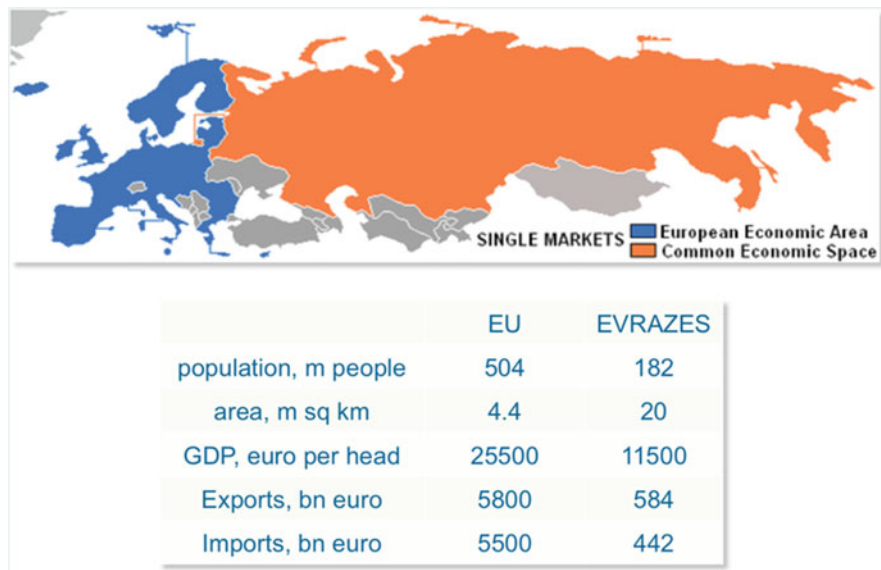 SINGLE MARKETS
European Economic Area
Common Economic Space
EU EVRAZES
population, m people 504 182
area, m sq km 4.4 20
GDP, euro per head 25500 11500
Exports, bn euro 5800 584
Imports, bn euro 5500 442